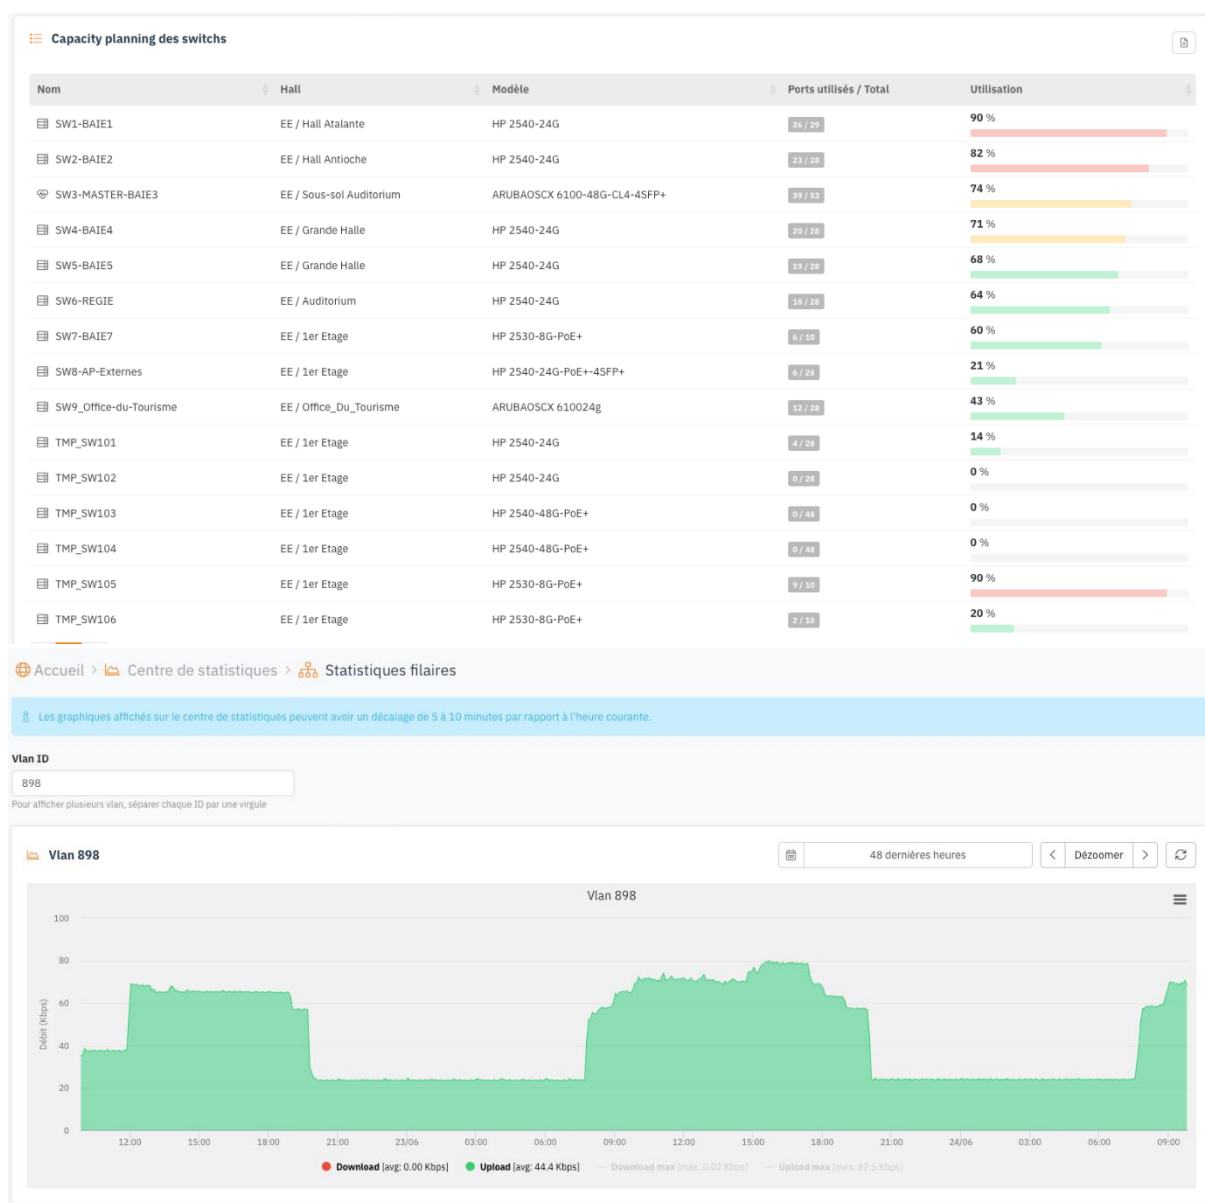 Capacity planning des switchs
Nom Hall Modèle Ports utilisés / Total Utilisation
SW1-BAIE1 EE / Hall Atalante HP 2540-24G 26 / 29 90 %
SW2-BAIE2 EE / Hall Antioche HP 2540-24G 23 / 28 82 %
SW3-MASTER-BAIE3 EE / Sous-sol Auditorium ARUBAOSCX 6100-48G-CL4-4SFP+ 39 / 53 74 %
SW4-BAIE4 EE / Grande Halle HP 2540-24G 20 / 28 71 %
SW5-BAIE5 EE / Grande Halle HP 2540-24G 19 / 28 68 %
SW6-REGIE EE / Auditorium HP 2540-24G 18 / 28 64 %
SW7-BAIE7 EE / 1er Etage HP 2530-8G-PoE+ 6 / 10 60 %
SW8-AP-Externes EE / 1er Etage HP 2540-24G-PoE+-4SFP+ 6 / 28 21 %
SW9_Office-du-Tourisme EE / Office_Du_Tourisme ARUBAOSCX 610024g 12 / 28 43 %
TMP_SW101 EE / 1er Etage HP 2540-24G 4 / 28 14 %
TMP_SW102 EE / 1er Etage HP 2540-24G 0 / 28 0 %
TMP_SW103 EE / 1er Etage HP 2540-48G-PoE+ 0 / 48 0 %
TMP_SW104 EE / 1er Etage HP 2540-48G-PoE+ 0 / 48 0 %
TMP_SW105 EE / 1er Etage HP 2530-8G-PoE+ 9 / 10 90 %
TMP_SW106 EE / 1er Etage HP 2530-8G-PoE+ 2 / 10 20 %
Accueil > Centre de statistiques > Statistiques filaires
Les graphiques affichés sur le centre de statistiques peuvent avoir un décalage de 5 à 10 minutes par rapport à l'heure courante.
Vlan ID
898
Pour afficher plusieurs vlan, séparer chaque ID par une virgule
Vlan 898 48 dernières heures < Dézoomer >
Vlan 898
100
80
60
40
20
0
Débit (Kbps)
12:00 15:00 18:00 21:00 23/06 03:00 06:00 09:00 12:00 15:00 18:00 21:00 24/06 03:00 06:00 09:00
Download [avg: 0.00 Kbps] Upload [avg: 44.4 Kbps] Download max [max: 0.02 Kbps] Upload max [max: 82.5 Kbps]